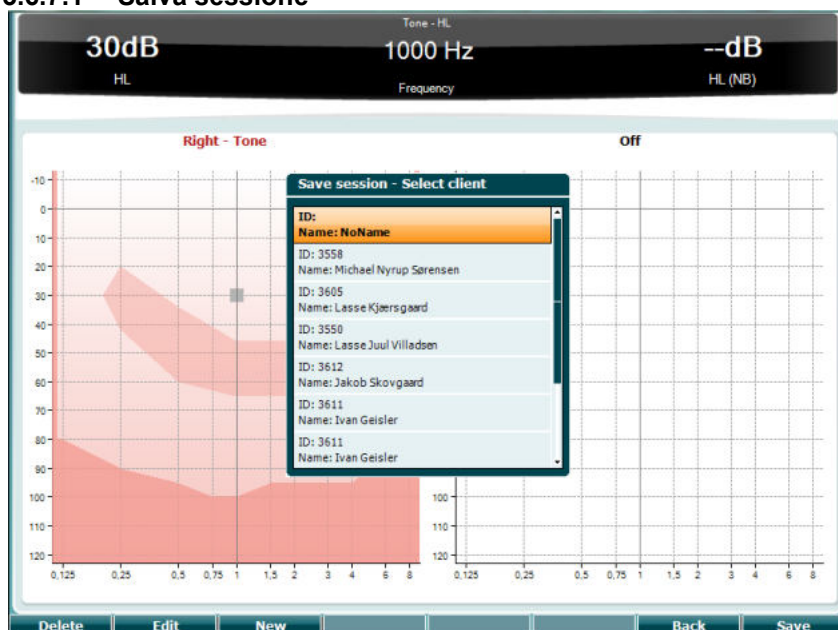 Salva sessione
Tone - HL
30dB
1000 Hz
--dB
HL
Frequency
HL (NB)
Right - Tone
Off
Save session - Select client
ID:
Name: NoName
ID: 3558
Name: Michael Nyrup Sørensen
ID: 3605
Name: Lasse Kjærsgaard
ID: 3550
Name: Lasse Juul Villadsen
ID: 3612
Name: Jakob Skovgaard
ID: 3611
Name: Ivan Geisler
ID: 3611
Name: Ivan Geisler
-10
0
10
20
30
40
50
60
70
80
90
100
110
120
100
110
120
0,125 0,25 0,5 0,75 1 1,5 2 3 4 6 8
0,125 0,25 0,5 0,75 1 1,5 2 3 4 6 8
Delete Edit New Back Save